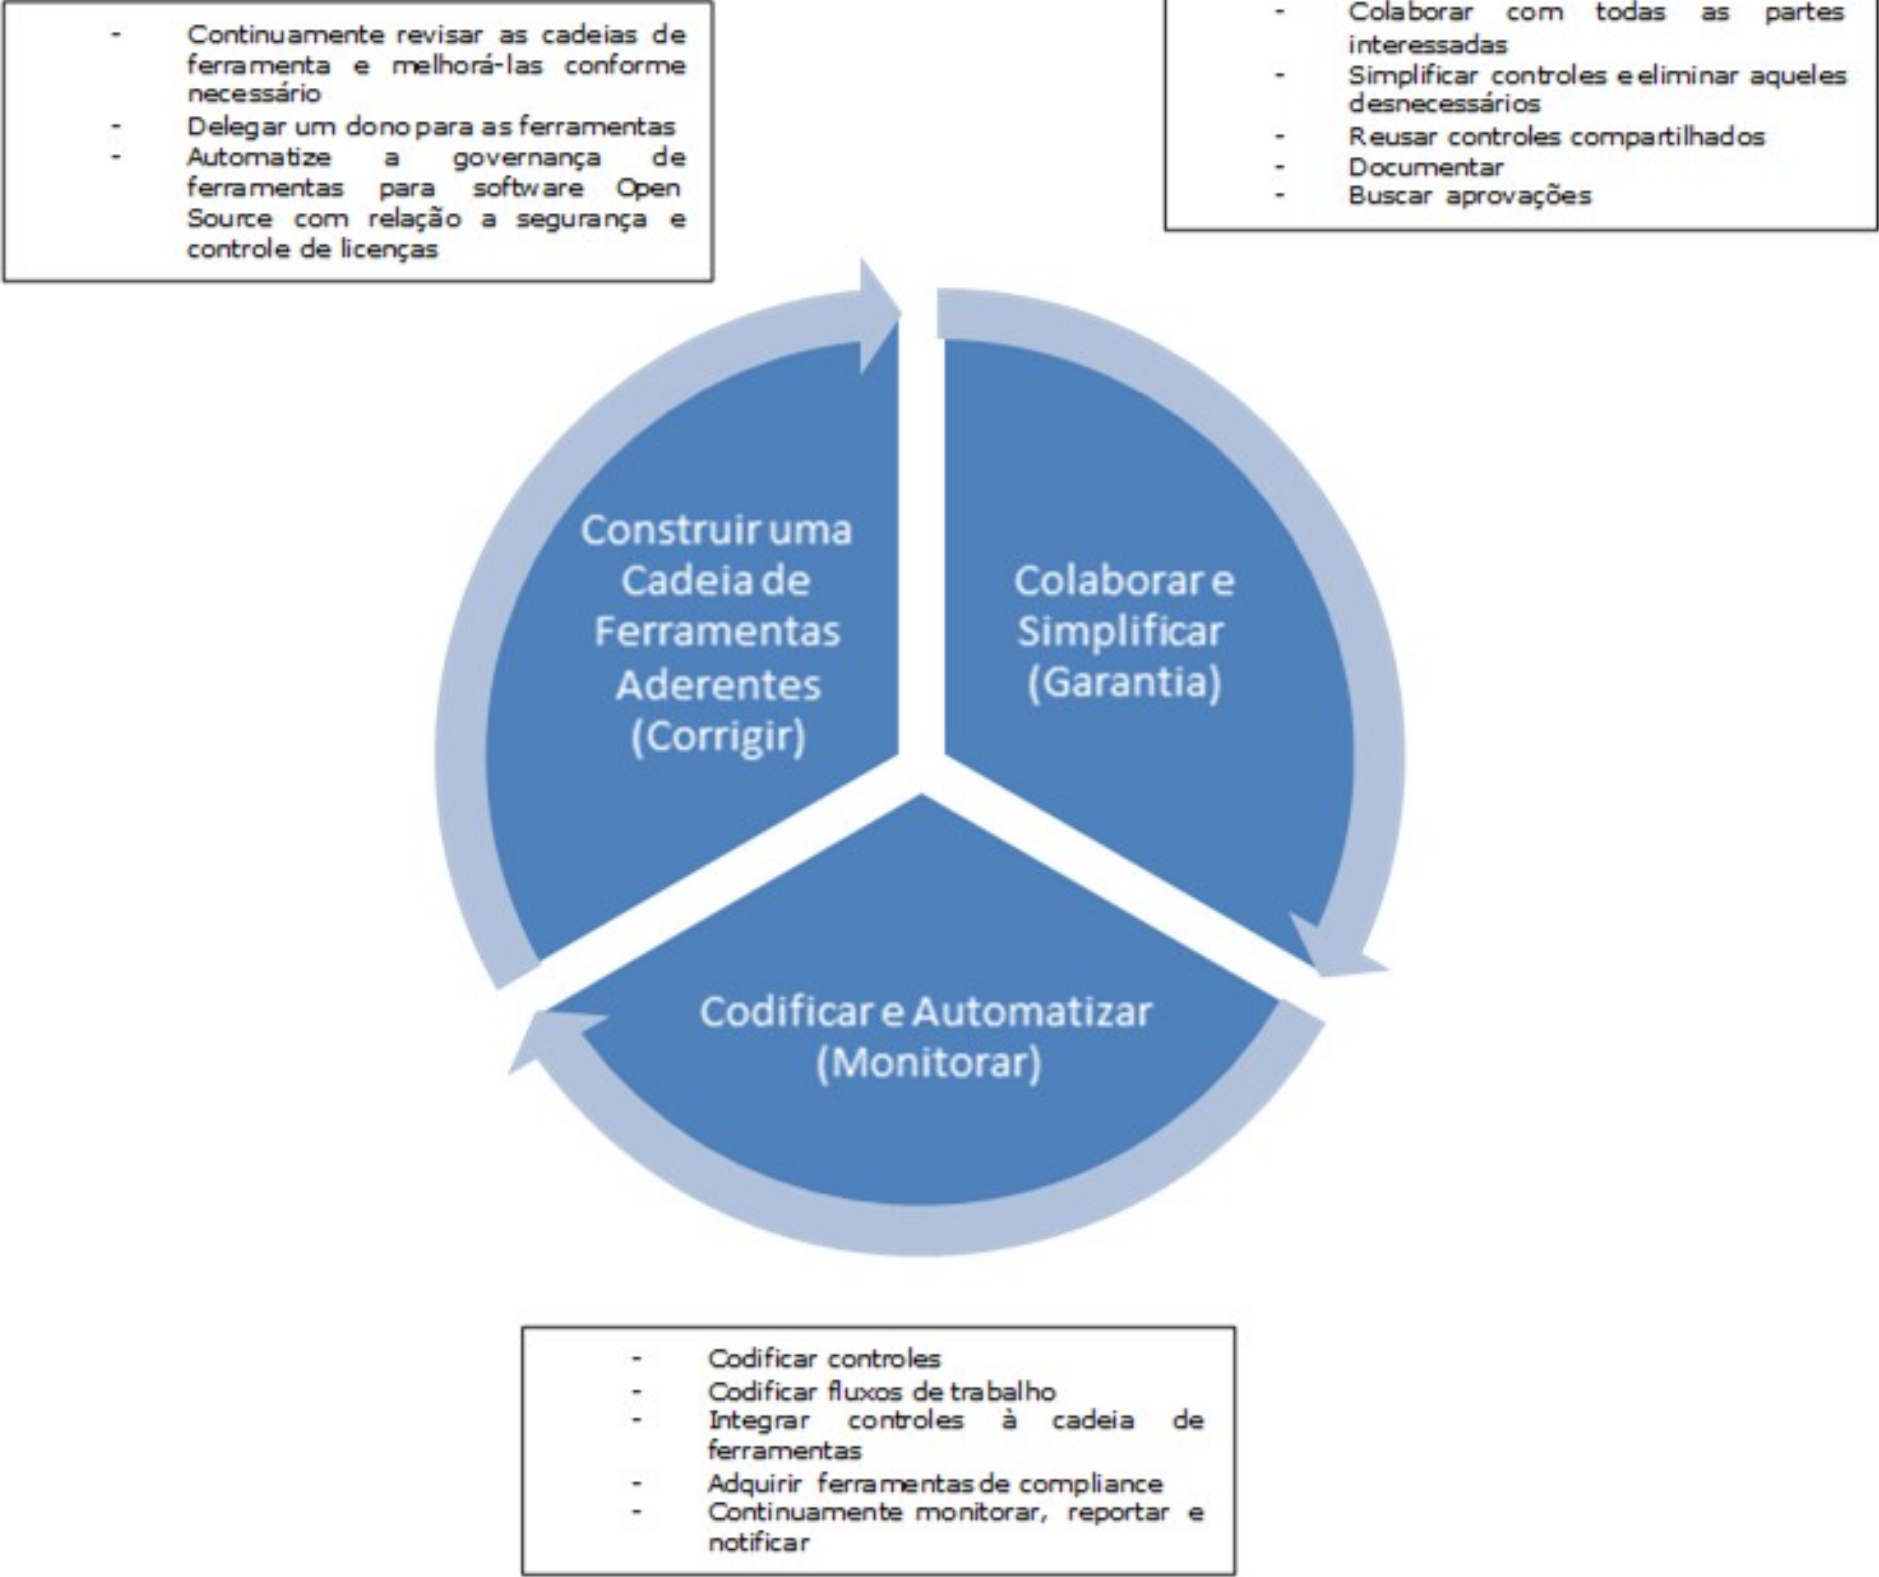 - Continuamente revisar as cadeias de
ferramenta e melhorá-las conforme
necessário
- Delegar um dono para as ferramentas
- Automatize a governança de
ferramentas para software Open
Source com relação a segurança e
controle de licenças
- Colaborar com todas as partes
interessadas
- Simplificar controles e eliminar aqueles
desnecessários
- Reusar controles compartilhados
- Documentar
- Buscar aprovações
Construir uma
Cadeia de
Ferramentas
Aderentes
(Corrigir)
Colaborar e
Simplificar
(Garantia)
Codificar e Automatizar
(Monitorar)
- Codificar controles
- Codificar fluxos de trabalho
- Integrar controles à cadeia de
ferramentas
- Adquirir ferramentas de compliance
- Continuamente monitorar, reportar e
notificar